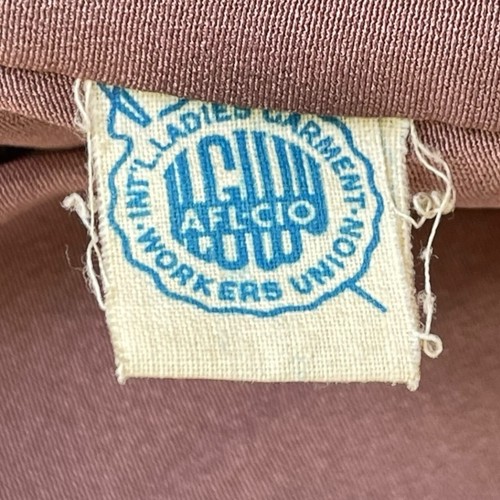 INT'L LADIES GARMENT
WORKERS UNION
ILGWU
AFL-CIO